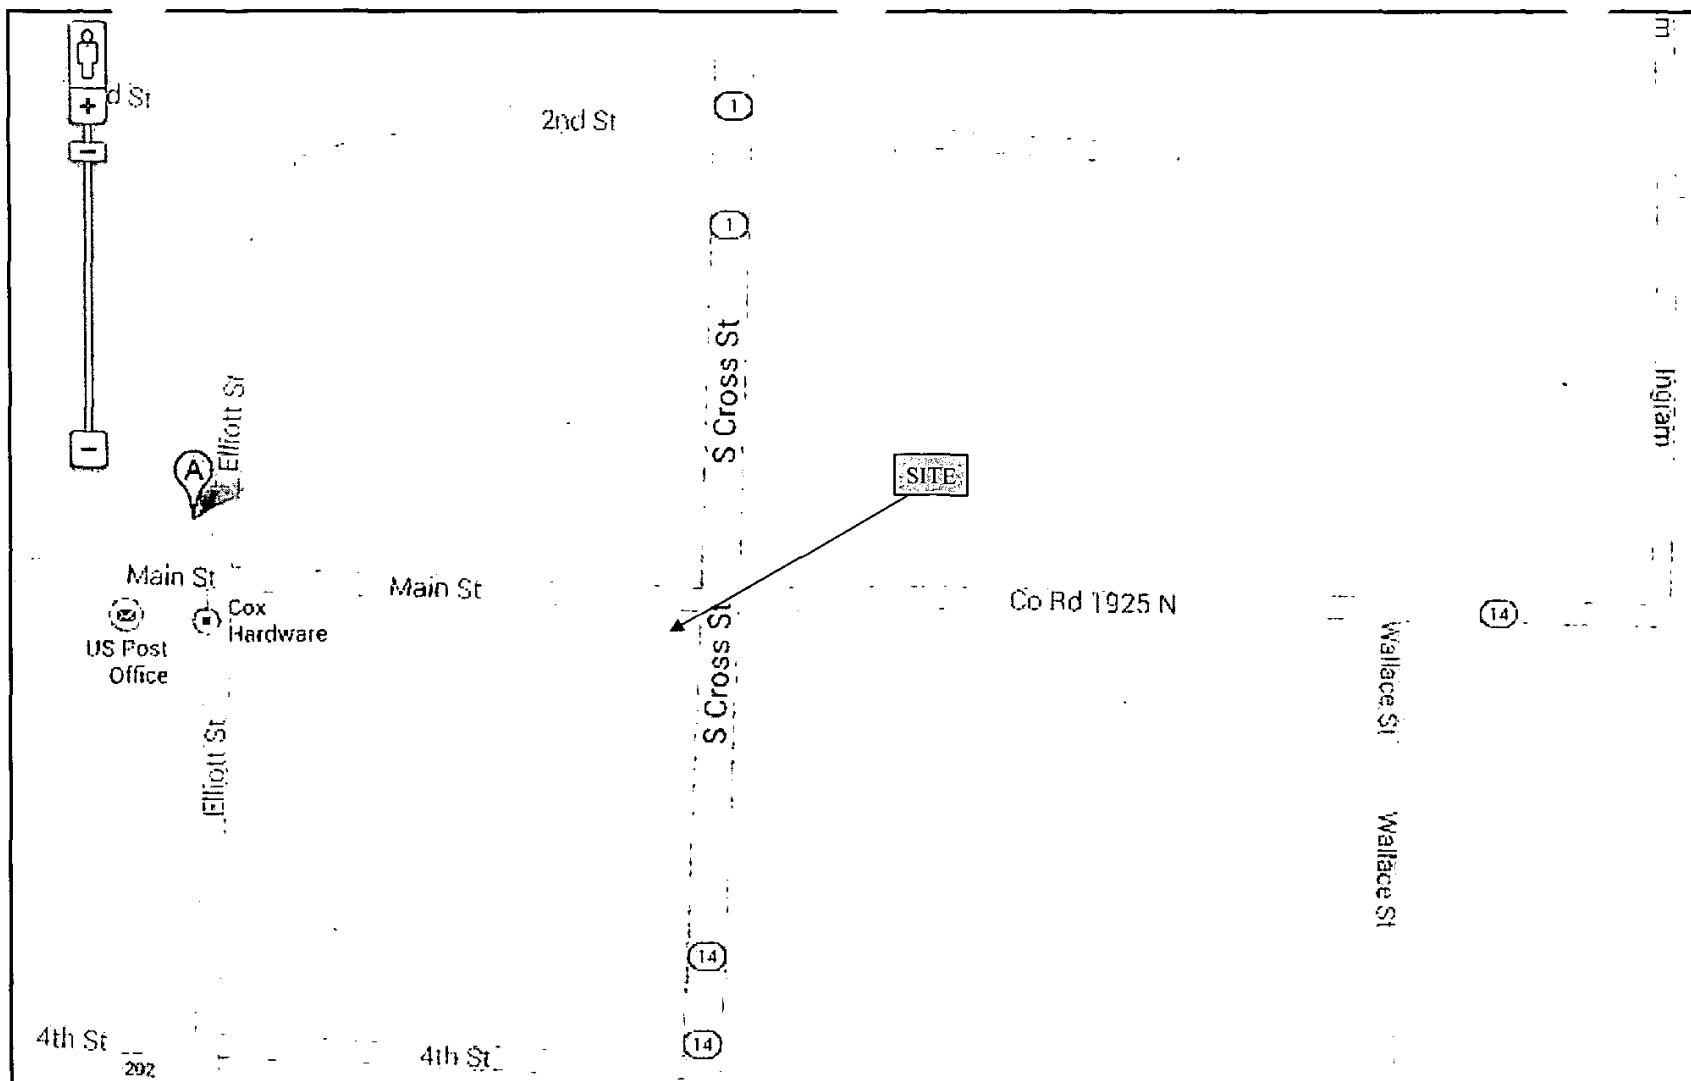 d St
2nd St
1
1
S Cross St
Elliott St
A
SITE
Ingram
Main St
Main St
Co Rd 1925 N
14
Cox
Hardware
US Post
Office
S Cross St
Wallace St
Elliott St
Wallace St
14
14
4th St
4th St
202